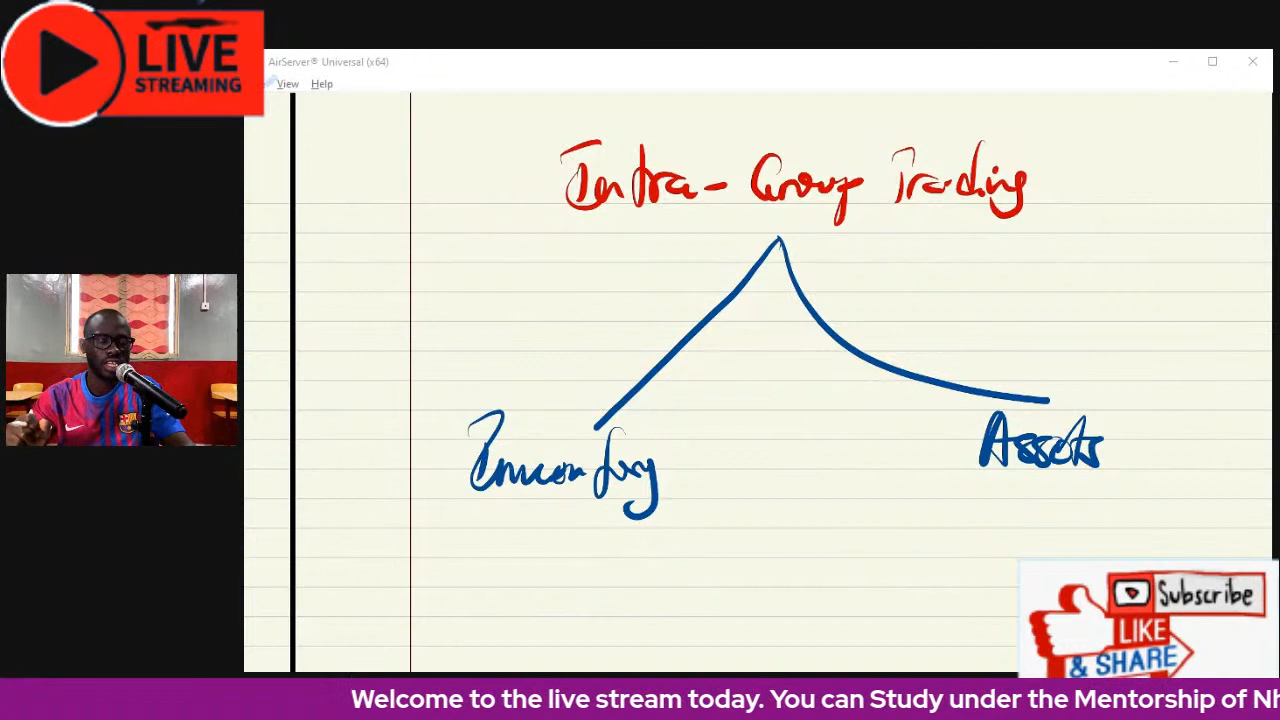 LIVE
STREAMING
AirServer® Universal (x64)
View Help
Intra - Group Trading
Inventory
Assets
Subscribe
LIKE
& SHARE
Welcome to the live stream today. You can Study under the Mentorship of Nh